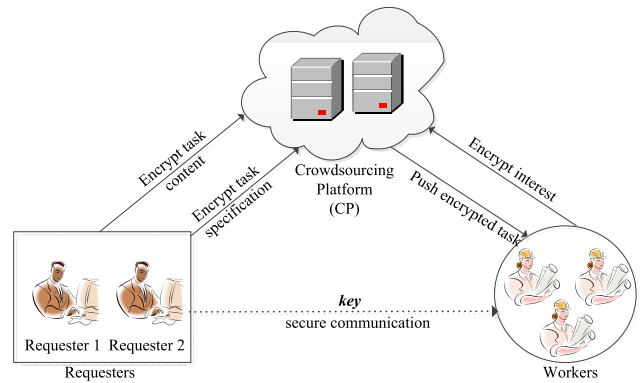 Encrypt task
content
Encrypt task
specification
Crowdsourcing
Platform
(CP)
Encrypt interest
Push encrypted task
key
secure communication
Requester 1
Requester 2
Requesters
Workers